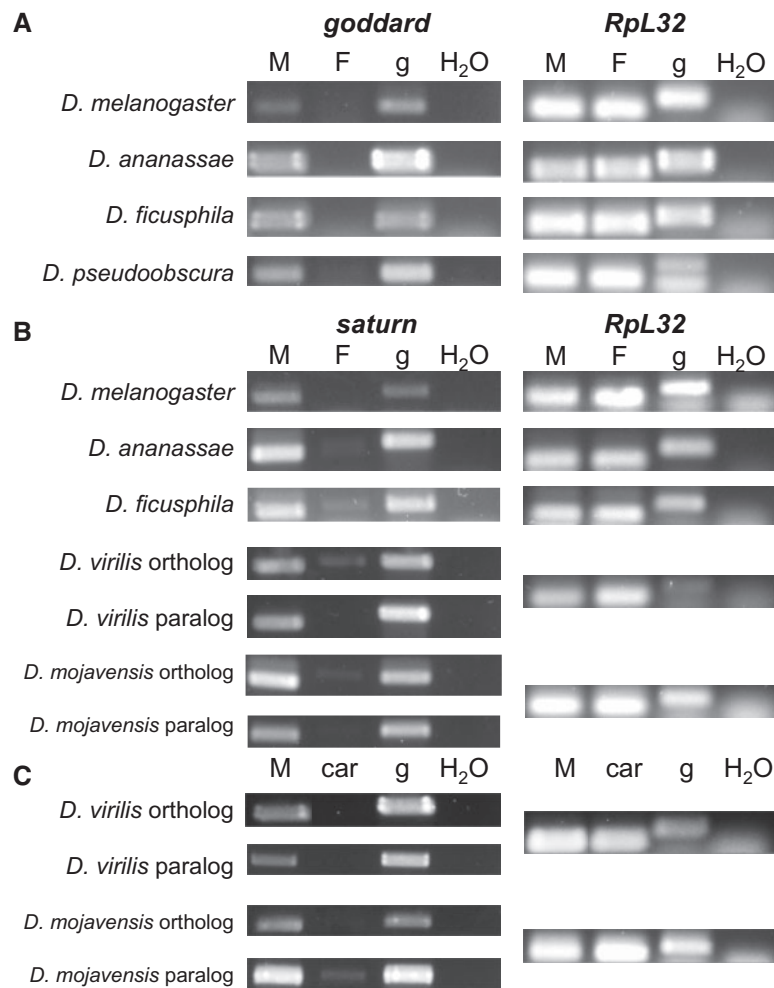 A
goddard RpL32
M F g H₂O M F g H₂O
D. melanogaster
D. ananassae
D. ficusphila
D. pseudoobscura
B
saturn RpL32
M F g H₂O M F g H₂O
D. melanogaster
D. ananassae
D. ficusphila
D. virilis ortholog
D. virilis paralog
D. mojavensis ortholog
D. mojavensis paralog
C
M car g H₂O M car g H₂O
D. virilis ortholog
D. virilis paralog
D. mojavensis ortholog
D. mojavensis paralog